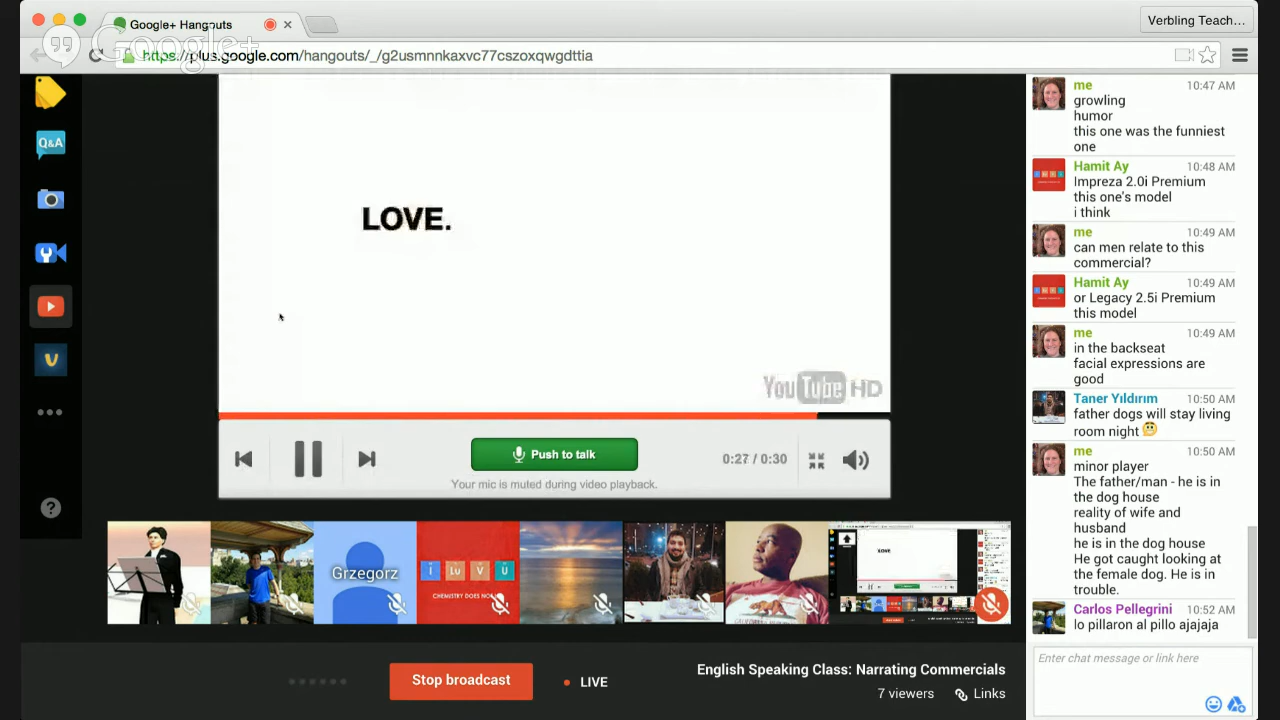 Google+ Hangouts
Verbling Teach...
Google+
https://plus.google.com/hangouts/_/g2usmnnkaxvc77cszoxqvgdttia
Q&A
LOVE.
YouTube HD
Push to talk
0:27 / 0:30
Your mic is muted during video playback.
Grzegorz
I Lu V U
CHEMISTRY DOES NO
LOVE
Stop broadcast
LIVE
English Speaking Class: Narrating Commercials
7 viewers
Links
me 10:47 AM
growling
humor
this one was the funniest
one
Hamit Ay 10:48 AM
Impreza 2.0i Premium
this one's model
i think
me 10:49 AM
can men relate to this
commercial?
Hamit Ay 10:49 AM
or Legacy 2.5i Premium
this model
me 10:49 AM
in the backseat
facial expressions are
good
Taner Yıldırım 10:50 AM
father dogs will stay living
room night
me 10:50 AM
minor player
The father/man - he is in
the dog house
reality of wife and
husband
he is in the dog house
He got caught looking at
the female dog. He is in
trouble.
Carlos Pellegrini 10:52 AM
lo pillaron al pillo ajajaja
Enter chat message or link here